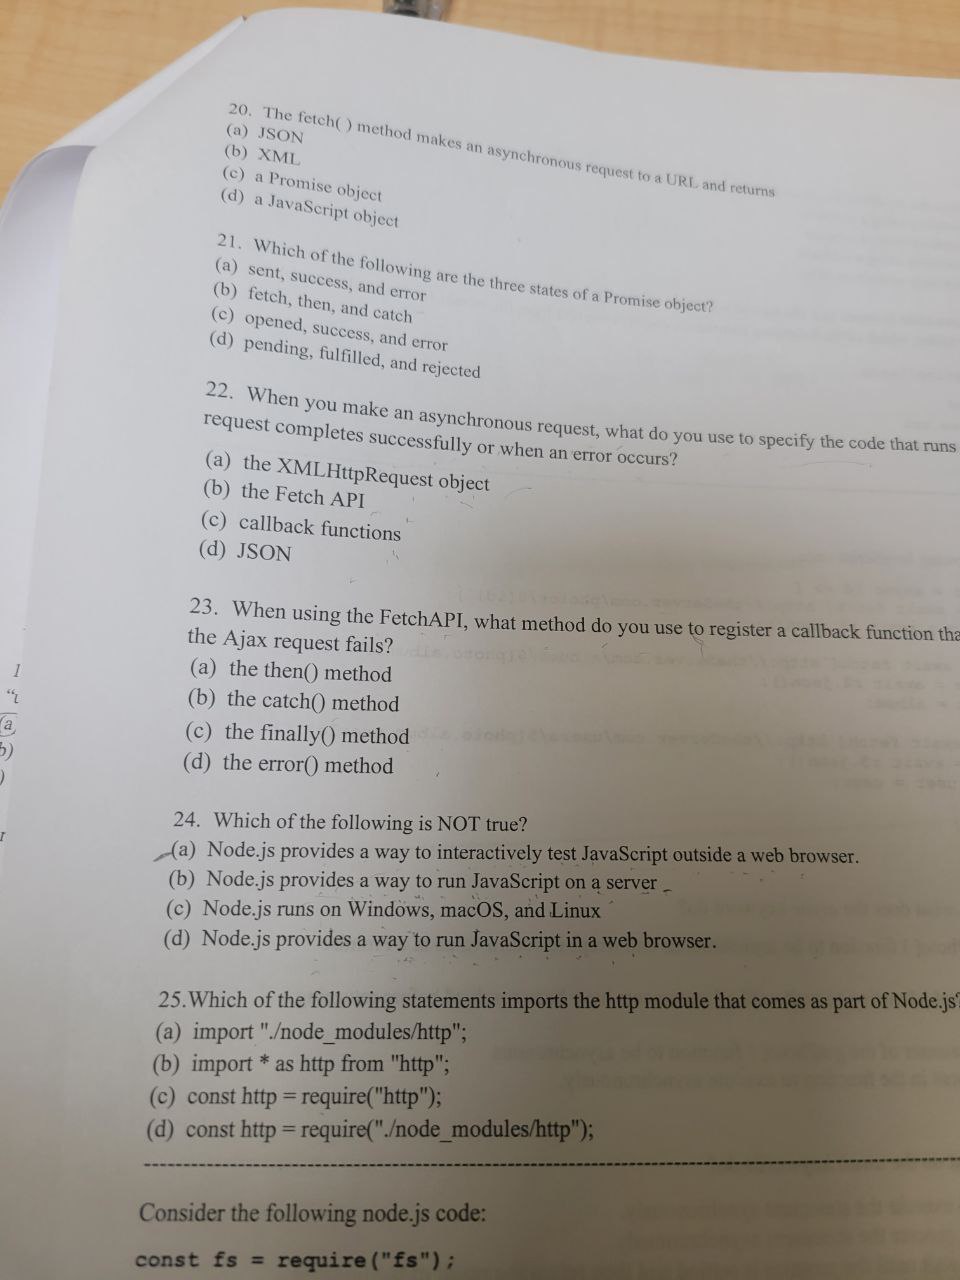 20. The fetch( ) method makes an asynchronous request to a URL and returns
(a) JSON
(b) XML
(c) a Promise object
(d) a JavaScript object
21. Which of the following are the three states of a Promise object?
(a) sent, success, and error
(b) fetch, then, and catch
(c) opened, success, and error
(d) pending, fulfilled, and rejected
22. When you make an asynchronous request, what do you use to specify the code that runs
request completes successfully or when an error occurs?
(a) the XMLHttpRequest object
(b) the Fetch API
(c) callback functions
(d) JSON
23. When using the FetchAPI, what method do you use to register a callback function tha
the Ajax request fails?
(a) the then() method
(b) the catch() method
(c) the finally() method
(d) the error() method
24. Which of the following is NOT true?
(a) Node.js provides a way to interactively test JavaScript outside a web browser.
(b) Node.js provides a way to run JavaScript on a server
(c) Node.js runs on Windows, macOS, and Linux
(d) Node.js provides a way to run JavaScript in a web browser.
25.Which of the following statements imports the http module that comes as part of Node.js?
(a) import "./node_modules/http";
(b) import * as http from "http";
(c) const http = require("http");
(d) const http = require("./node_modules/http");
Consider the following node.js code:
const fs = require("fs");